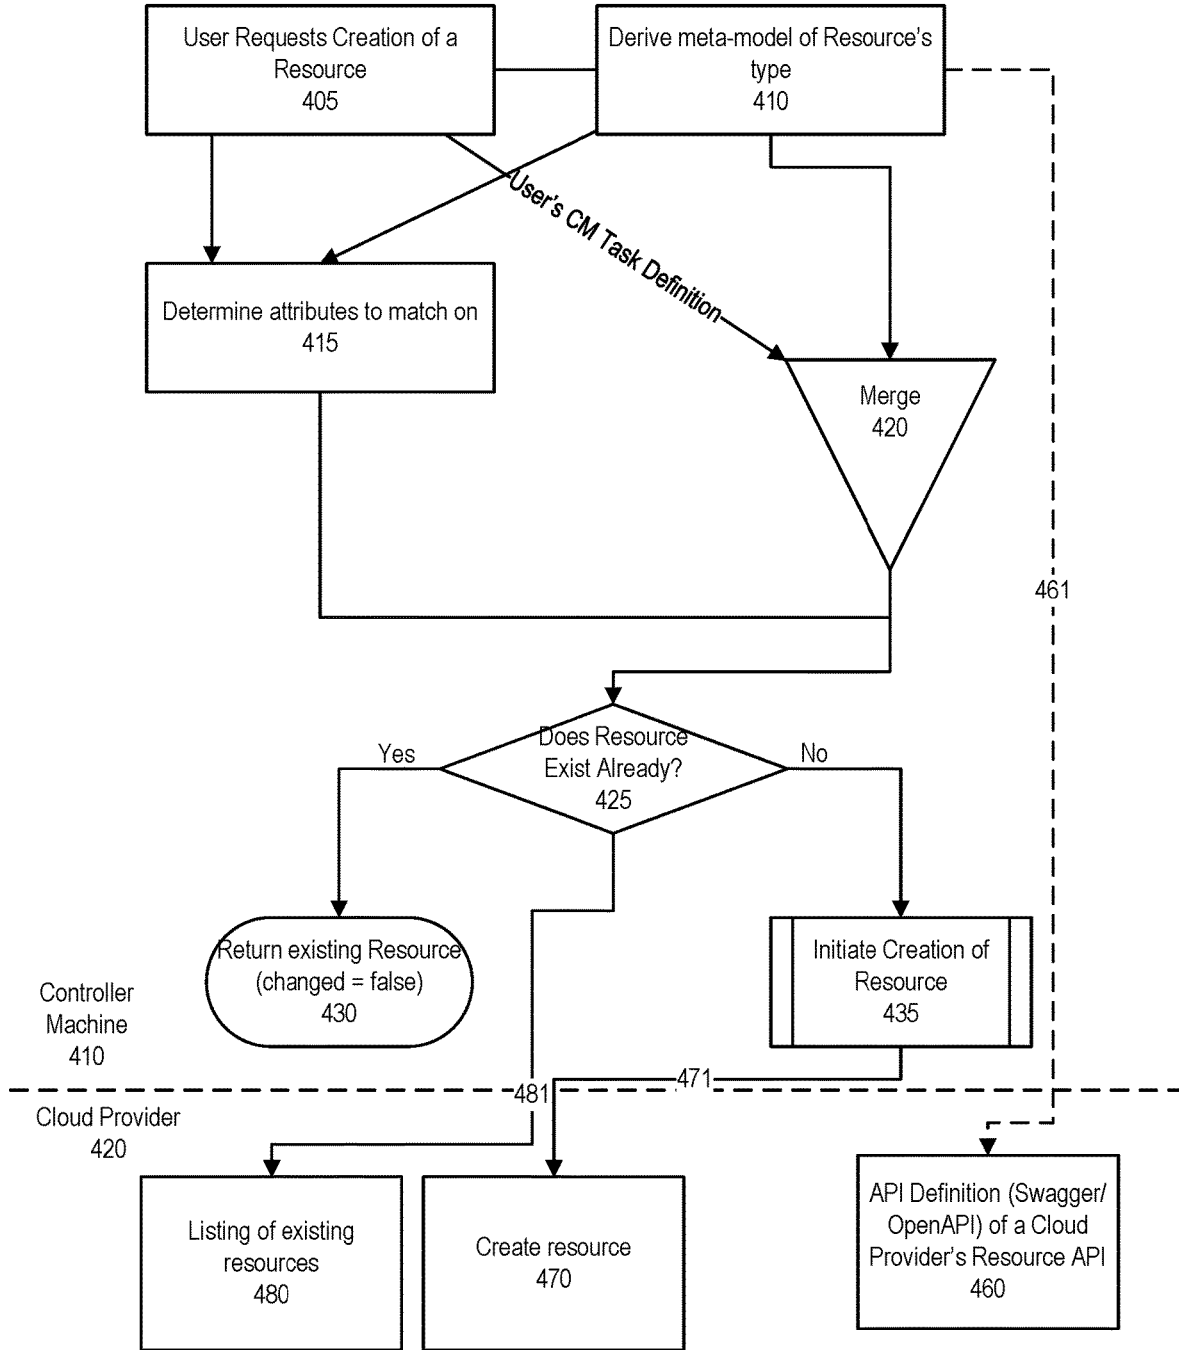 User Requests Creation of a
Resource
405
Derive meta-model of Resource's
type
410
User's CM Task Definition
Determine attributes to match on
415
Merge
420
461
Does Resource
Exist Already?
425
Yes
No
Return existing Resource
(changed = false)
430
Initiate Creation of
Resource
435
Controller
Machine
410
471
481
Cloud Provider
420
Listing of existing
resources
480
Create resource
470
API Definition (Swagger/
OpenAPI) of a Cloud
Provider's Resource API
460